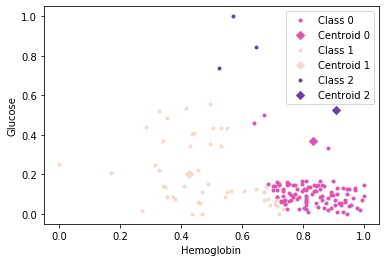 Class 0
Centroid 0
Class 1
Centroid 1
Class 2
Centroid 2
1.0
0.8
0.6
0.4
0.2
0.0
Glucose
0.0 0.2 0.4 0.6 0.8 1.0
Hemoglobin